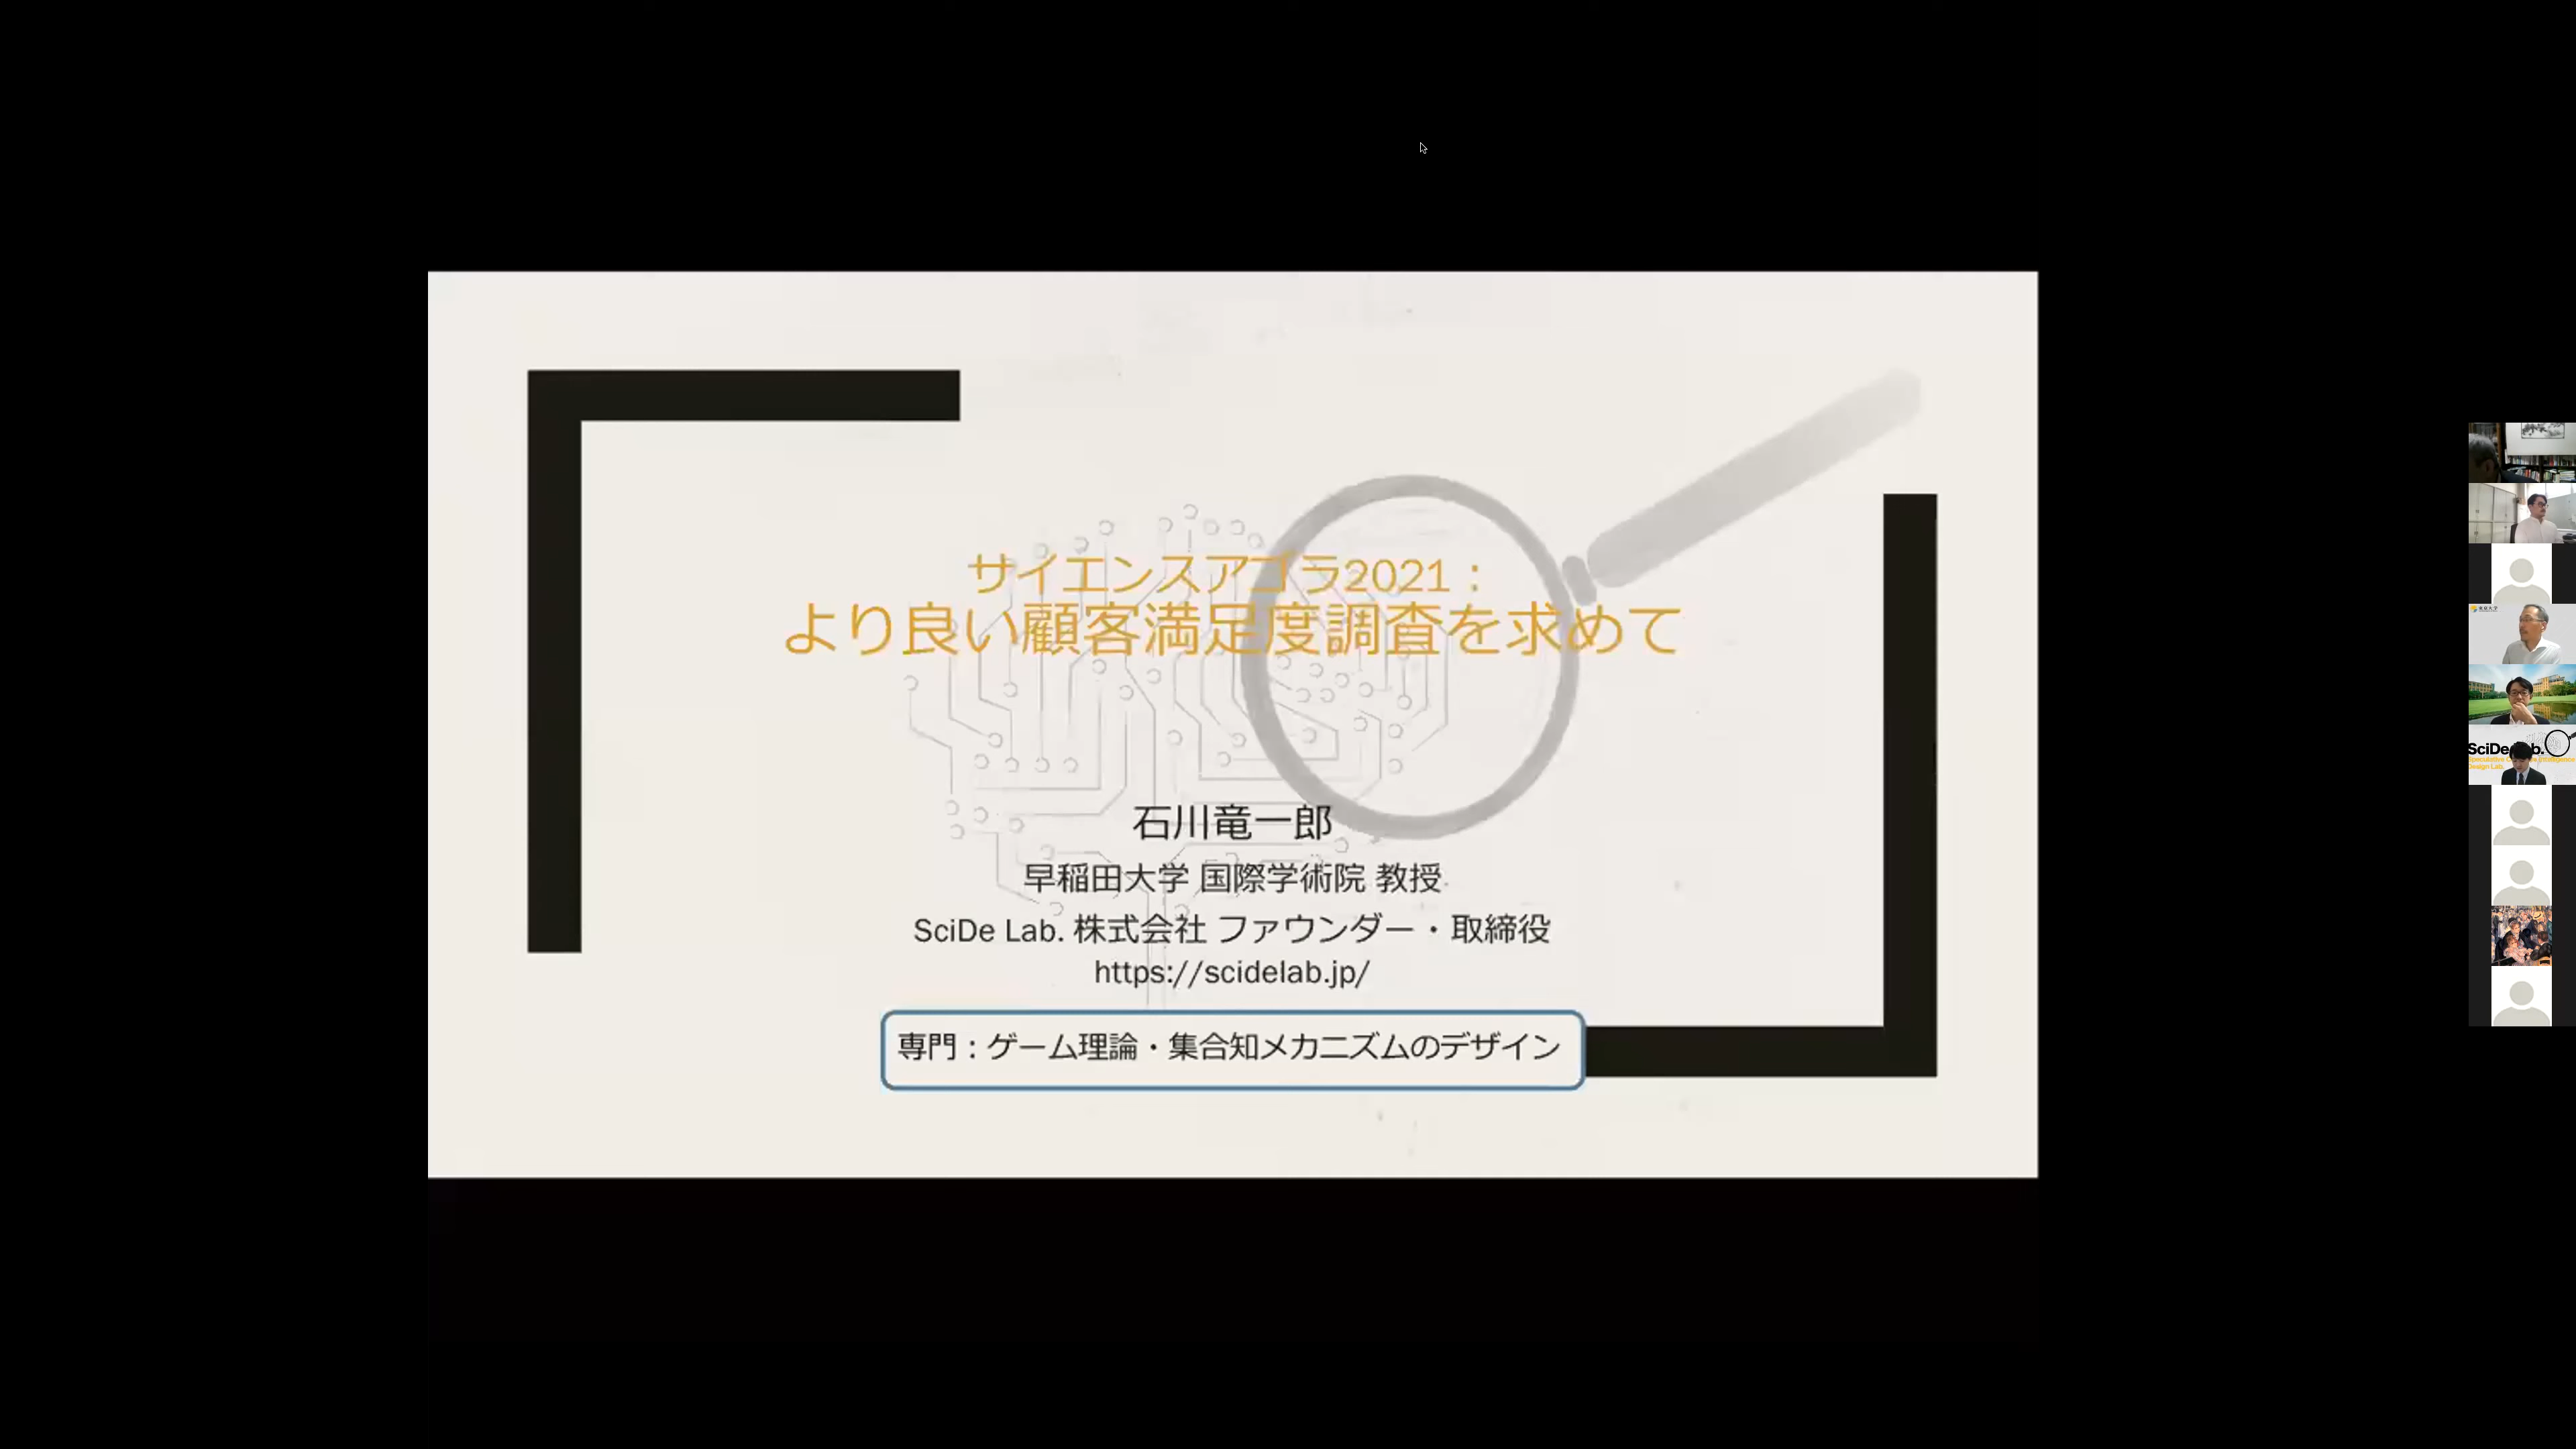 サイエンスアゴラ2021：
より良い顧客満足度調査を求めて
石川竜一郎
早稲田大学 国際学術院 教授
SciDe Lab. 株式会社 ファウンダー・取締役
https://scidelab.jp/
専門：ゲーム理論・集合知メカニズムのデザイン
Design Lab.